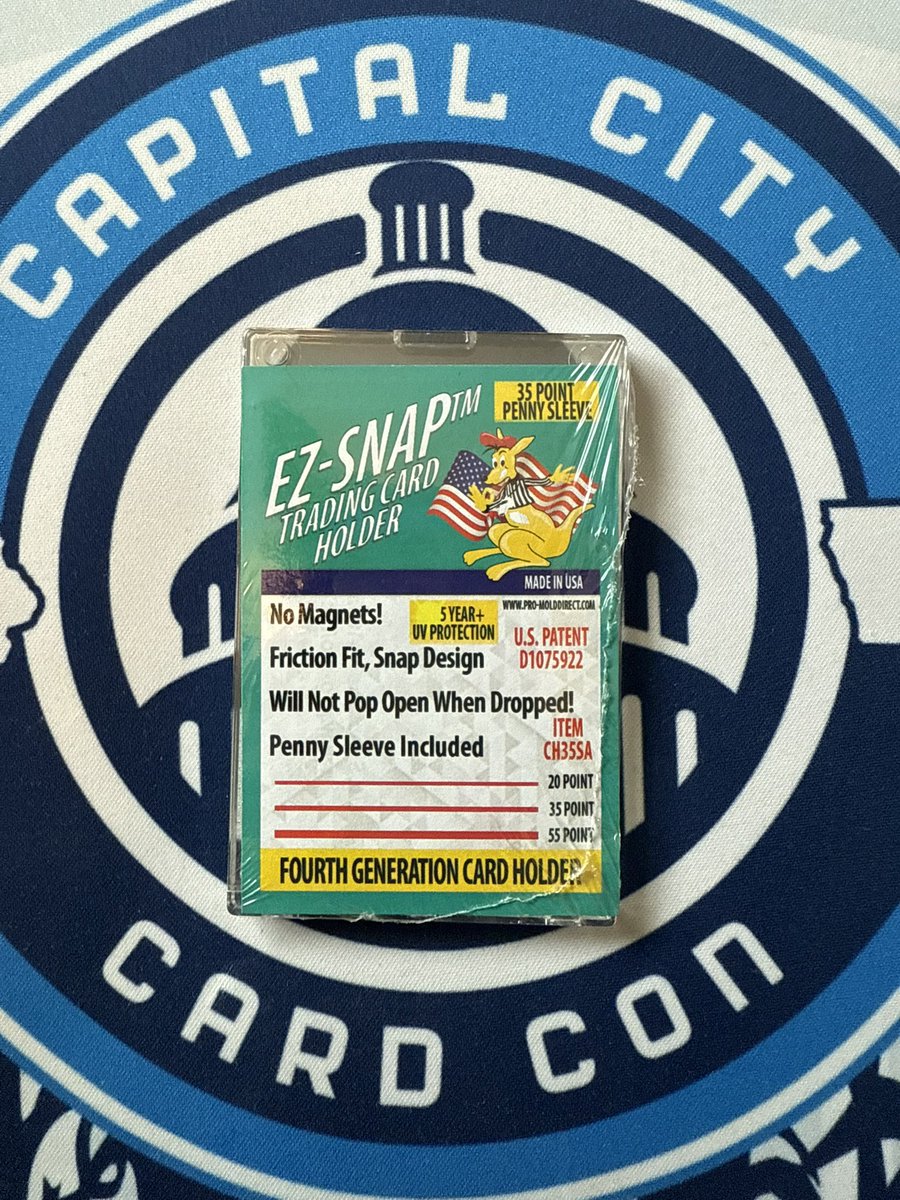 CAPITAL CITY
EZ-SNAP™
TRADING CARD
HOLDER
35 POINT
PENNY SLEEVE
MADE IN USA
WWW.PRO-MOLDDIRECT.COM
No Magnets!
5 YEAR+
UV PROTECTION
U.S. PATENT
D1075922
Friction Fit, Snap Design
Will Not Pop Open When Dropped!
ITEM
CH35SA
Penny Sleeve Included
20 POINT
35 POINT
55 POINT
FOURTH GENERATION CARD HOLDER
CARD CON